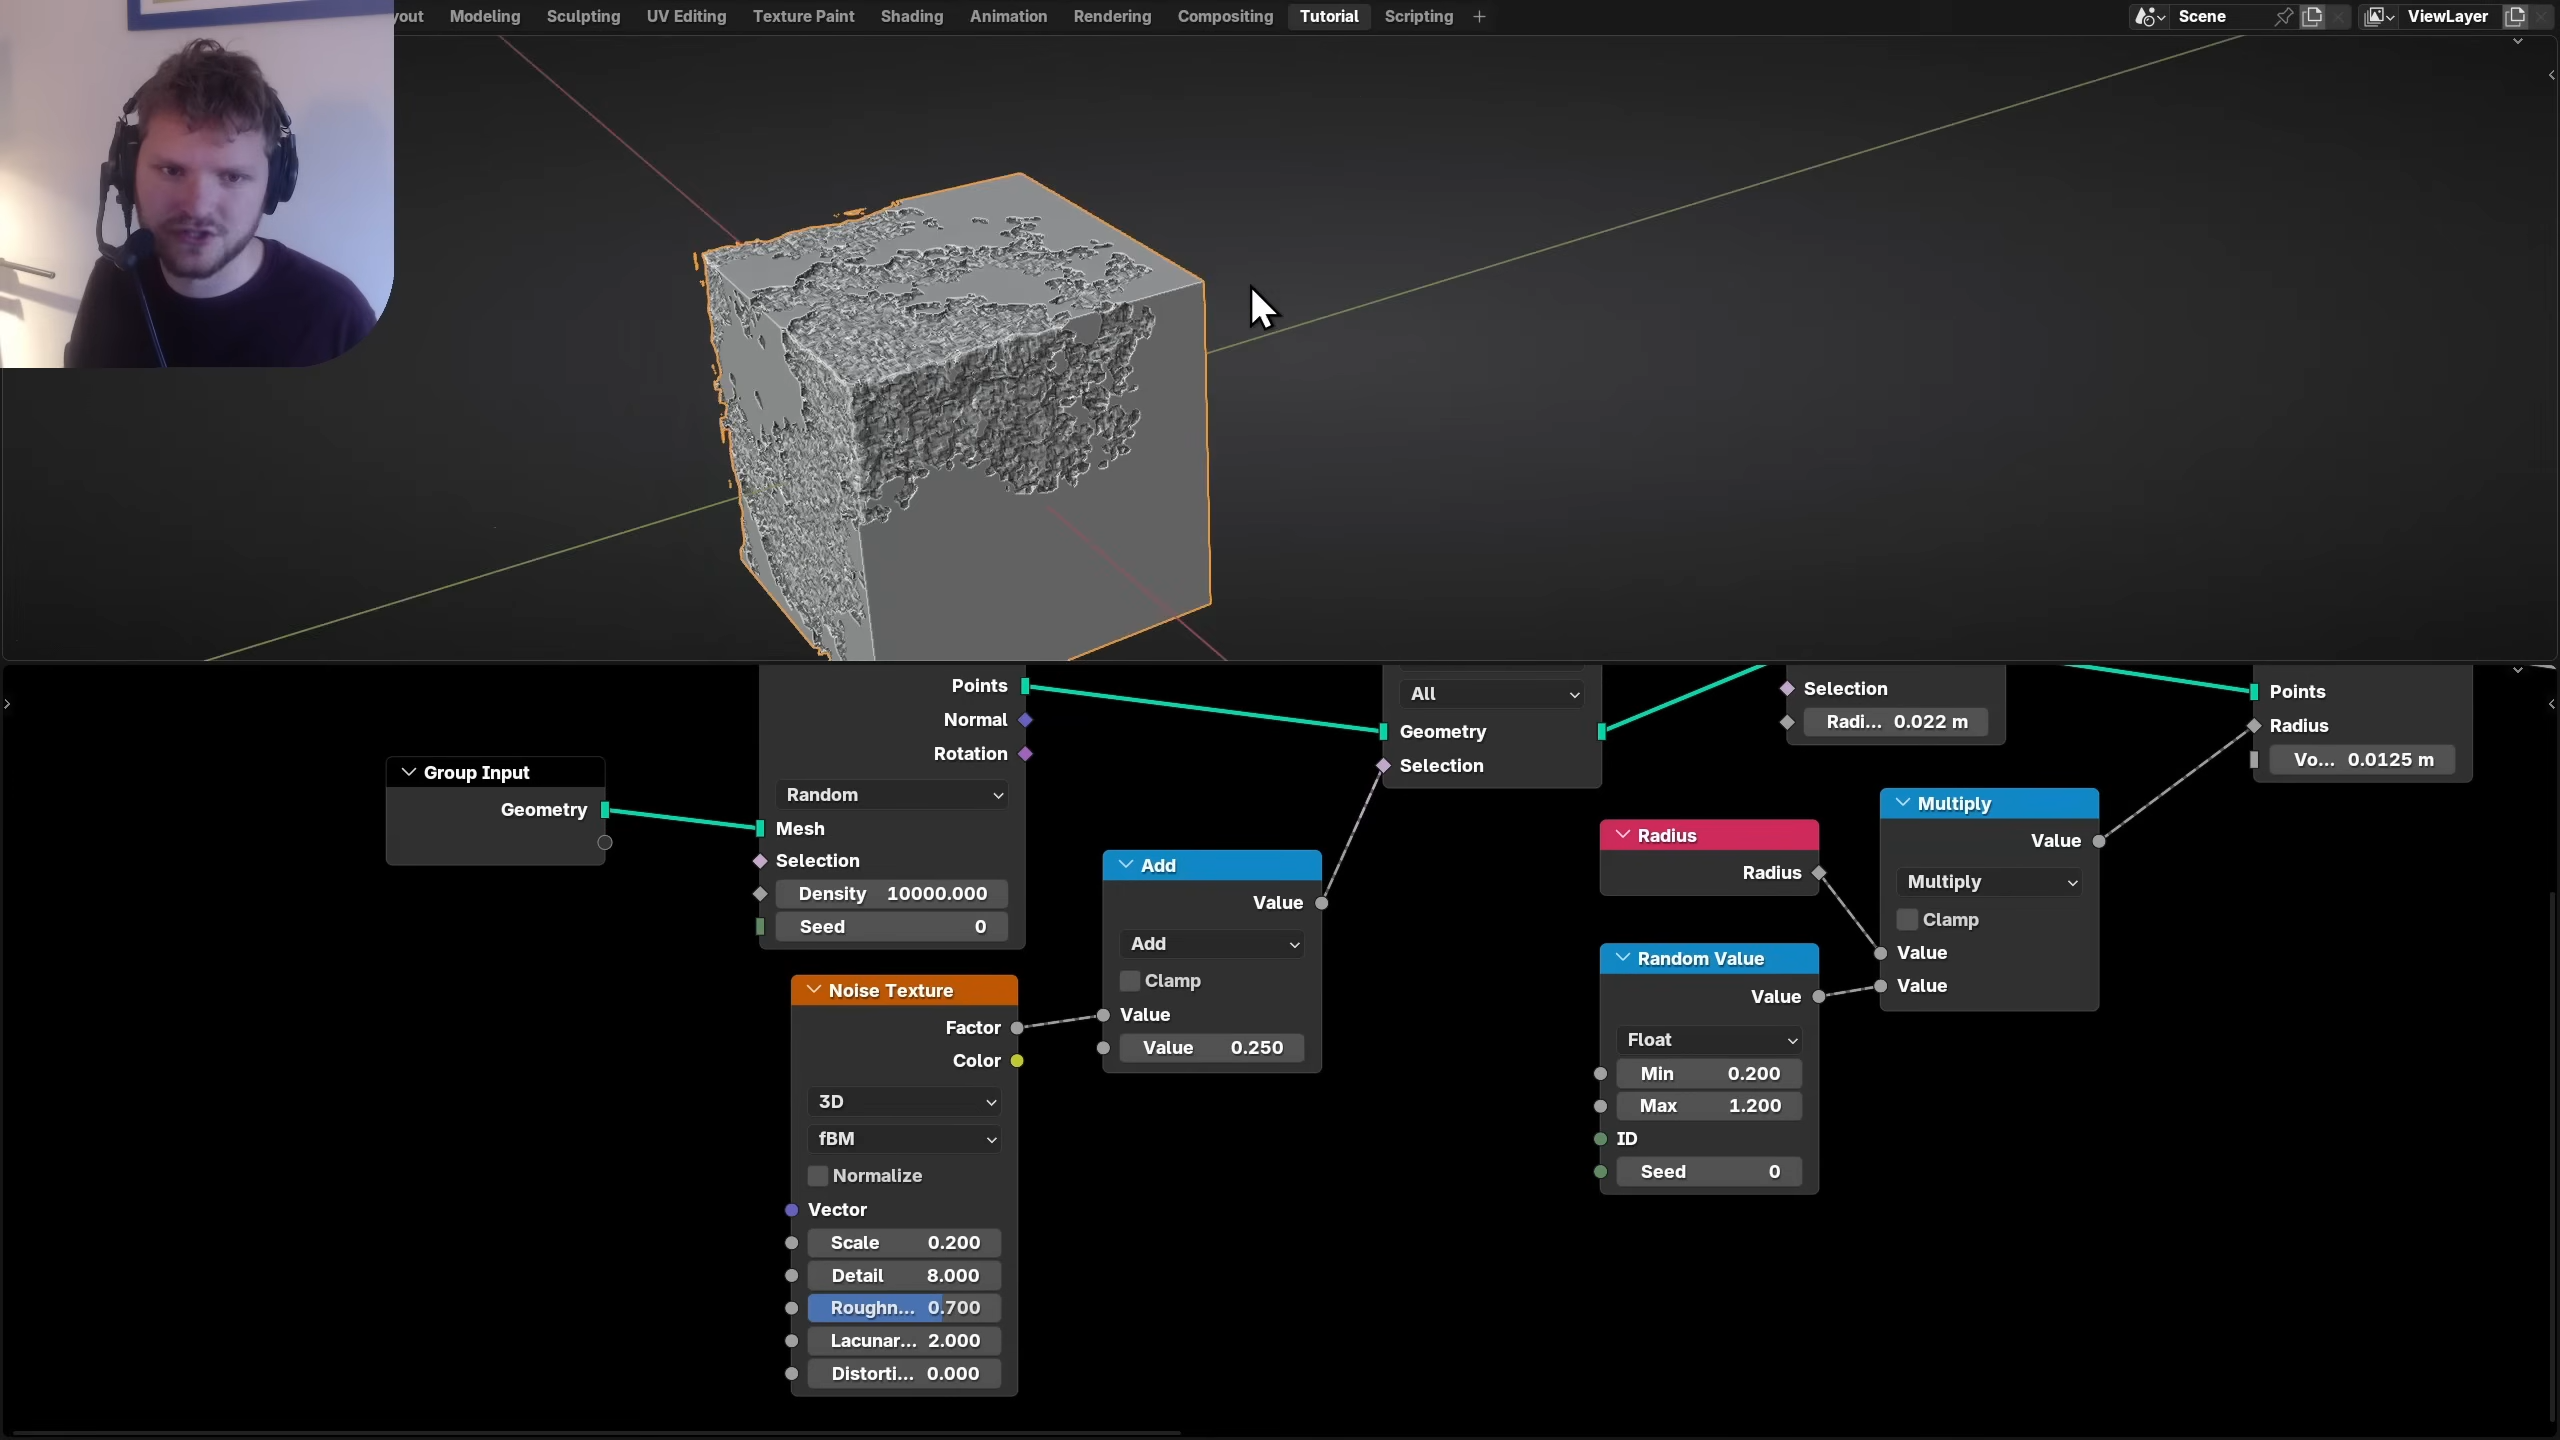 yout Modeling Sculpting UV Editing Texture Paint Shading Animation Rendering Compositing Tutorial Scripting + Scene ViewLayer
Points
Normal
Rotation
Random
Mesh
Selection
Density 10000.000
Seed 0
Group Input
Geometry
All
Geometry
Selection
Selection
Radi... 0.022 m
Points
Radius
Vo... 0.0125 m
Add
Value
Add
Clamp
Value
Value 0.250
Radius
Radius
Multiply
Value
Multiply
Clamp
Value
Value
Random Value
Value
Float
Min 0.200
Max 1.200
ID
Seed 0
Noise Texture
Factor
Color
3D
fBM
Normalize
Vector
Scale 0.200
Detail 8.000
Roughn... 0.700
Lacunar... 2.000
Distorti... 0.000